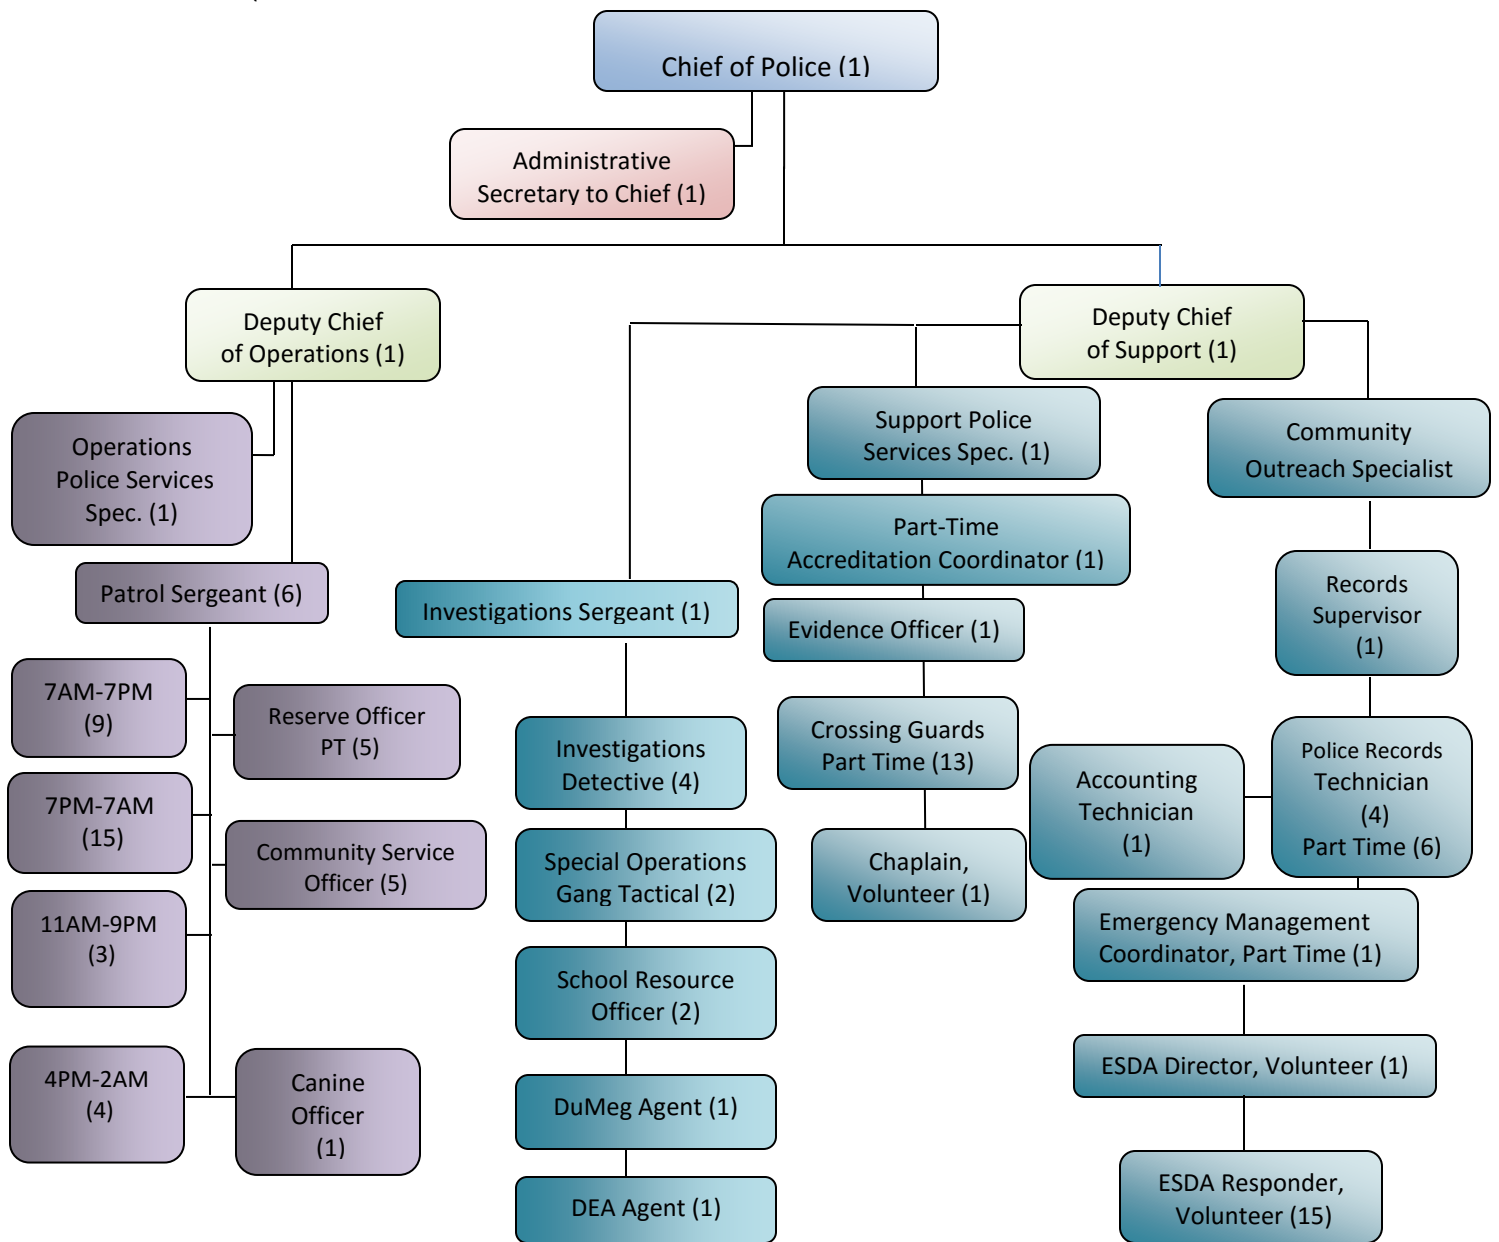 Chief of Police (1)
Administrative
Secretary to Chief (1)
Deputy Chief
of Operations (1)
Deputy Chief
of Support (1)
Operations
Police Services
Spec. (1)
Patrol Sergeant (6)
7AM-7PM
(9)
Reserve Officer
PT (5)
7PM-7AM
(15)
Community Service
Officer (5)
11AM-9PM
(3)
4PM-2AM
(4)
Canine
Officer
(1)
Investigations Sergeant (1)
Investigations
Detective (4)
Special Operations
Gang Tactical (2)
School Resource
Officer (2)
DuMeg Agent (1)
DEA Agent (1)
Support Police
Services Spec. (1)
Part-Time
Accreditation Coordinator (1)
Evidence Officer (1)
Crossing Guards
Part Time (13)
Chaplain,
Volunteer (1)
Community
Outreach Specialist
Records
Supervisor
(1)
Accounting
Technician
(1)
Police Records
Technician
(4)
Part Time (6)
Emergency Management
Coordinator, Part Time (1)
ESDA Director, Volunteer (1)
ESDA Responder,
Volunteer (15)